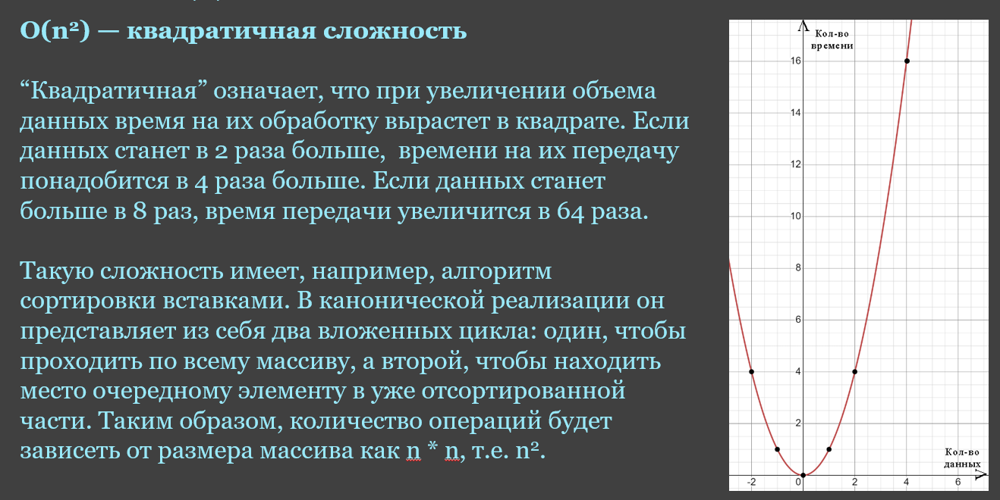 O(n²) — квадратичная сложность
“Квадратичная” означает, что при увеличении объема
данных время на их обработку вырастет в квадрате. Если
данных станет в 2 раза больше,  времени на их передачу
понадобится в 4 раза больше. Если данных станет
больше в 8 раз, время передачи увеличится в 64 раза.
Такую сложность имеет, например, алгоритм
сортировки вставками. В канонической реализации он
представляет из себя два вложенных цикла: один, чтобы
проходить по всему массиву, а второй, чтобы находить
место очередному элементу в уже отсортированной
части. Таким образом, количество операций будет
зависеть от размера массива как n * n, т.е. n².
Кол-во
времени
16
14
12
10
8
6
4
2
Кол-во
данных
-2 0 2 4 6